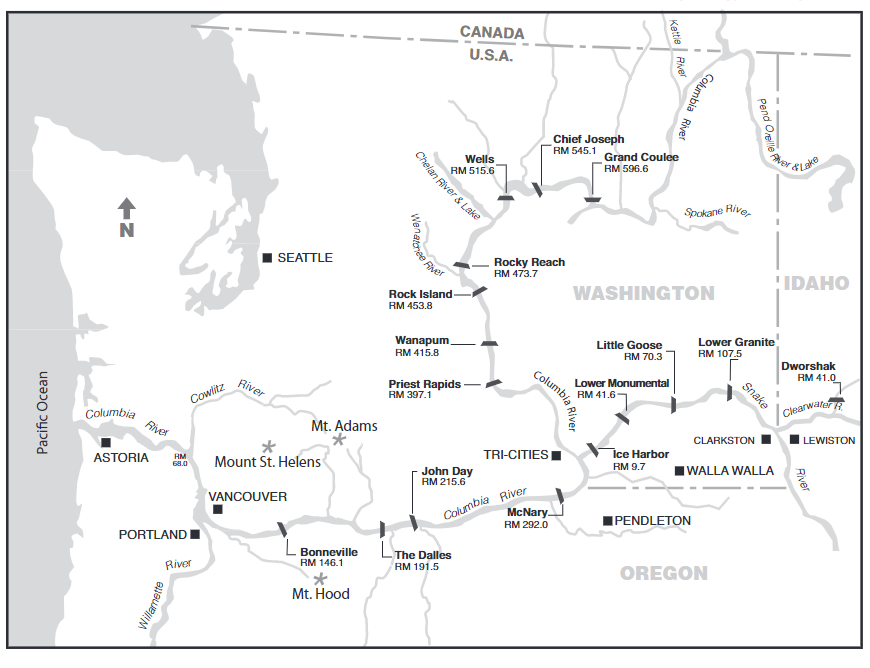 CANADA
U.S.A.
Kettle River
Columbia River
Pend Oreille River & Lake
Chief Joseph
RM 545.1
Wells
RM 515.6
Grand Coulee
RM 596.6
Chelan River & Lake
Spokane River
Wenatchee River
N
SEATTLE
Rocky Reach
RM 473.7
WASHINGTON
IDAHO
Rock Island
RM 453.8
Wanapum
RM 415.8
Little Goose
RM 70.3
Lower Granite
RM 107.5
Dworshak
RM 41.0
Priest Rapids
RM 397.1
Columbia River
Lower Monumental
RM 41.6
Snake
River
Clearwater R.
Pacific Ocean
Cowlitz River
Columbia River
Mt. Adams
ASTORIA
RM
68.0
Mount St. Helens
TRI-CITIES
CLARKSTON
LEWISTON
Ice Harbor
RM 9.7
WALLA WALLA
John Day
RM 215.6
VANCOUVER
Columbia River
McNary
RM 292.0
PENDLETON
PORTLAND
Bonneville
RM 146.1
The Dalles
RM 191.5
OREGON
Mt. Hood
Willamette River